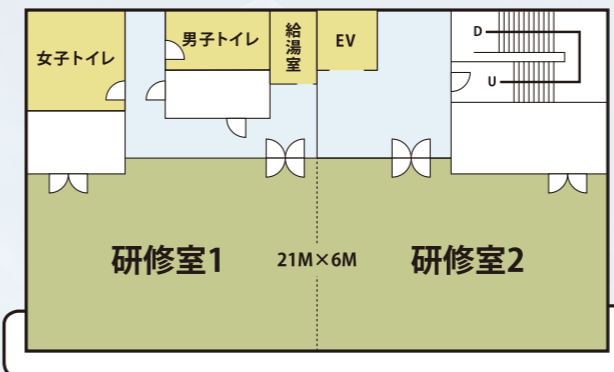 女子トイレ
男子トイレ
給湯室
EV
D
U
研修室1
21M×6M
研修室2